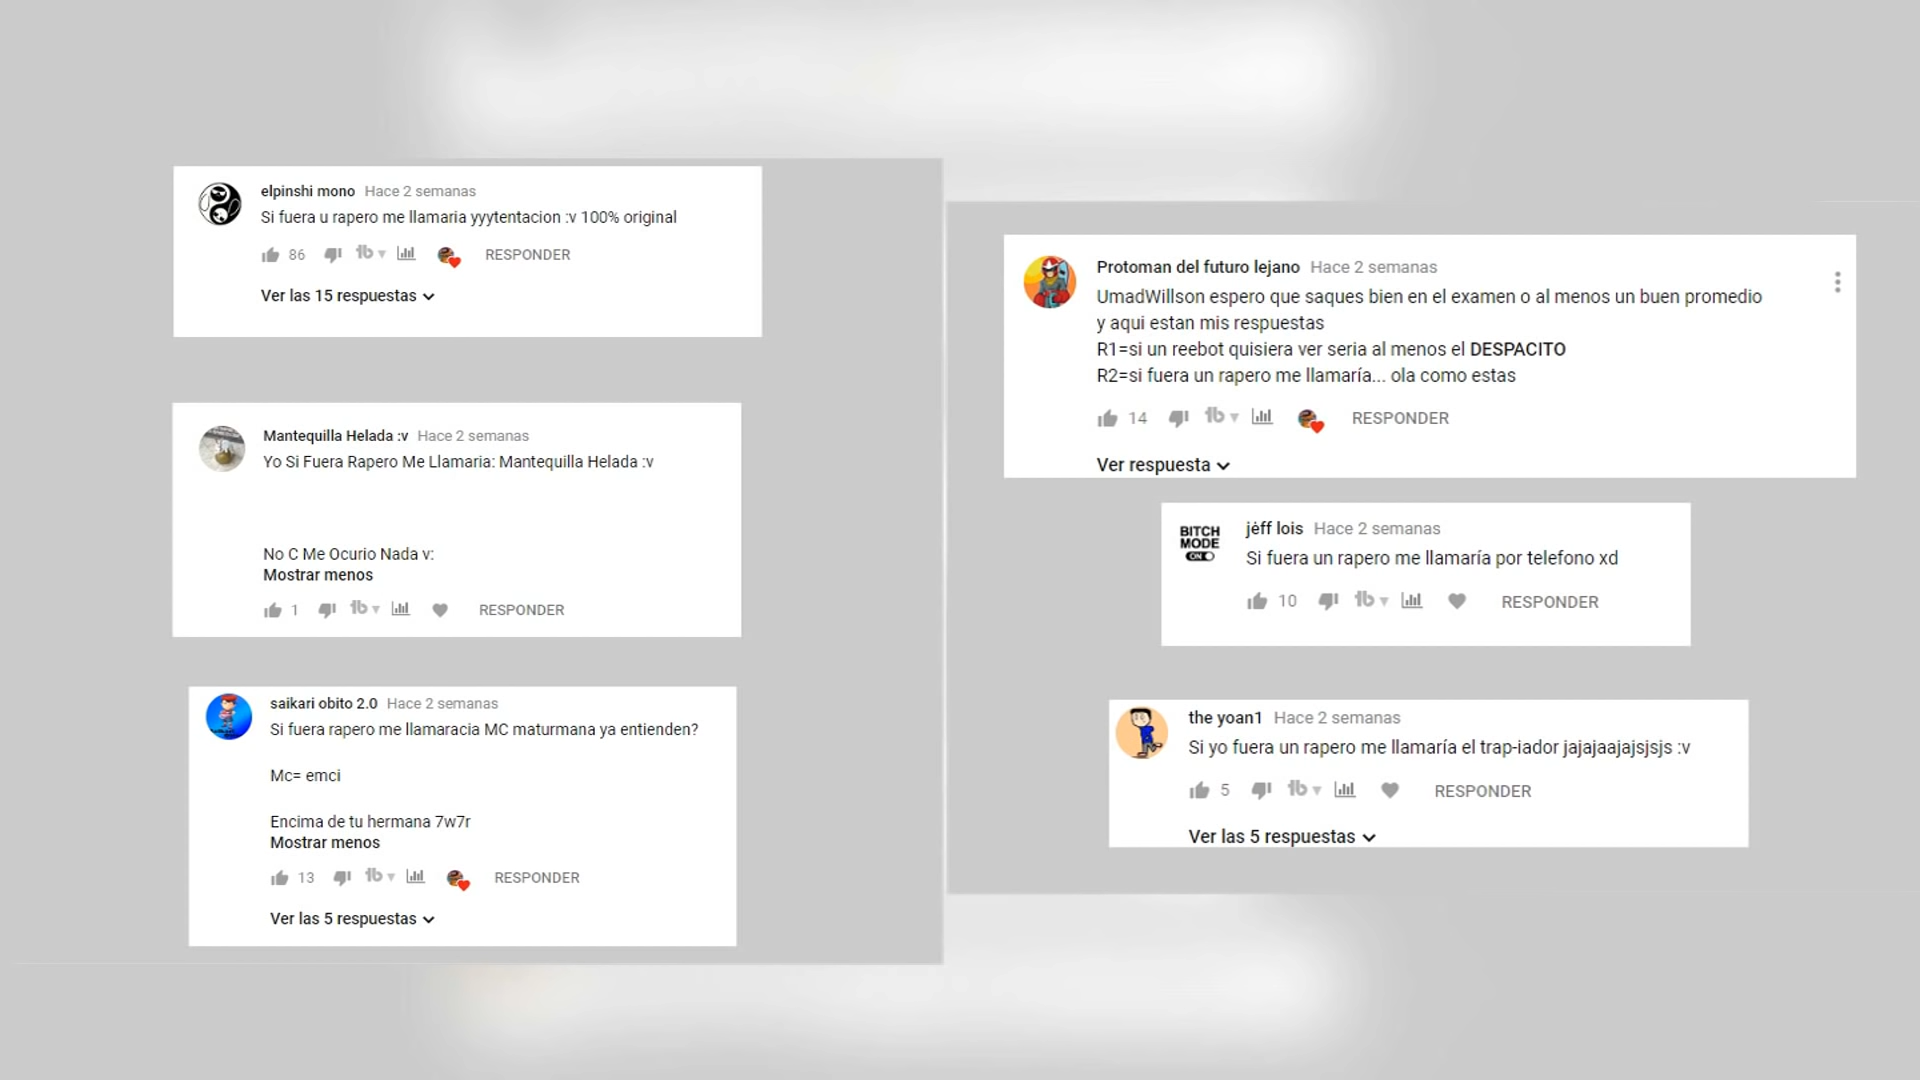 elpinshi mono Hace 2 semanas
Si fuera u rapero me llamaria yyytentacion :v 100% original
86 RESPONDER
Ver las 15 respuestas
Mantequilla Helada :v Hace 2 semanas
Yo Si Fuera Rapero Me Llamaria: Mantequilla Helada :v
No C Me Ocurio Nada v:
Mostrar menos
1 RESPONDER
saikari obito 2.0 Hace 2 semanas
Si fuera rapero me llamaracia MC maturmana ya entienden?
Mc= emci
Encima de tu hermana 7w7r
Mostrar menos
13 RESPONDER
Ver las 5 respuestas
Protoman del futuro lejano Hace 2 semanas
UmadWillson espero que saques bien en el examen o al menos un buen promedio
y aqui estan mis respuestas
R1=si un reebot quisiera ver seria al menos el DESPACITO
R2=si fuera un rapero me llamaría... ola como estas
14 RESPONDER
Ver respuesta
BITCH
MODE
ON
jėff lois Hace 2 semanas
Si fuera un rapero me llamaría por telefono xd
10 RESPONDER
the yoan1 Hace 2 semanas
Si yo fuera un rapero me llamaría el trap-iador jajajaajajsjsjs :v
5 RESPONDER
Ver las 5 respuestas